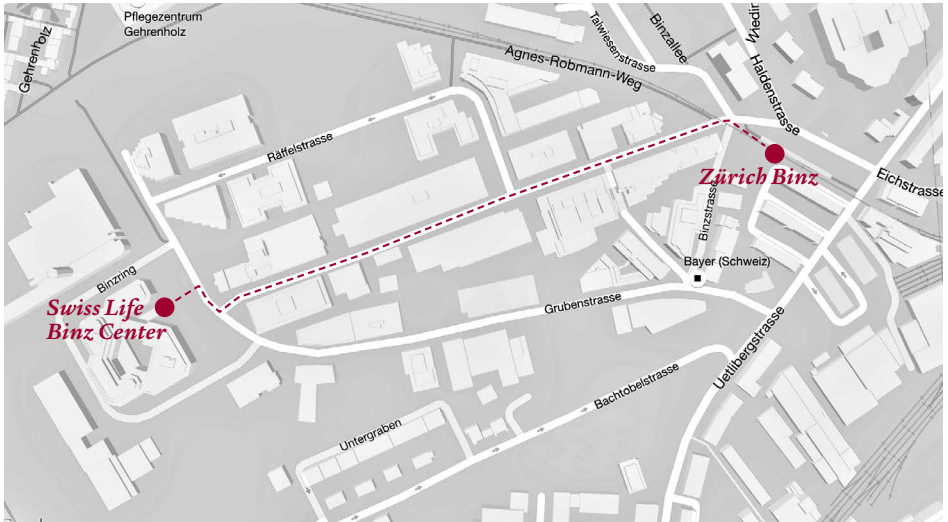 Pflegezentrum
Gehrenholz
Gehrenholz
Talwiesenstrasse
Binzallee
Agnes-Robmann-Weg
Haldenstrasse
Räffelstrasse
Zürich Binz
Eichstrasse
Binzstrasse
Bayer (Schweiz)
Binzring
Swiss Life
Binz Center
Grubenstrasse
Uetlibergstrasse
Bachtobelstrasse
Untergraben